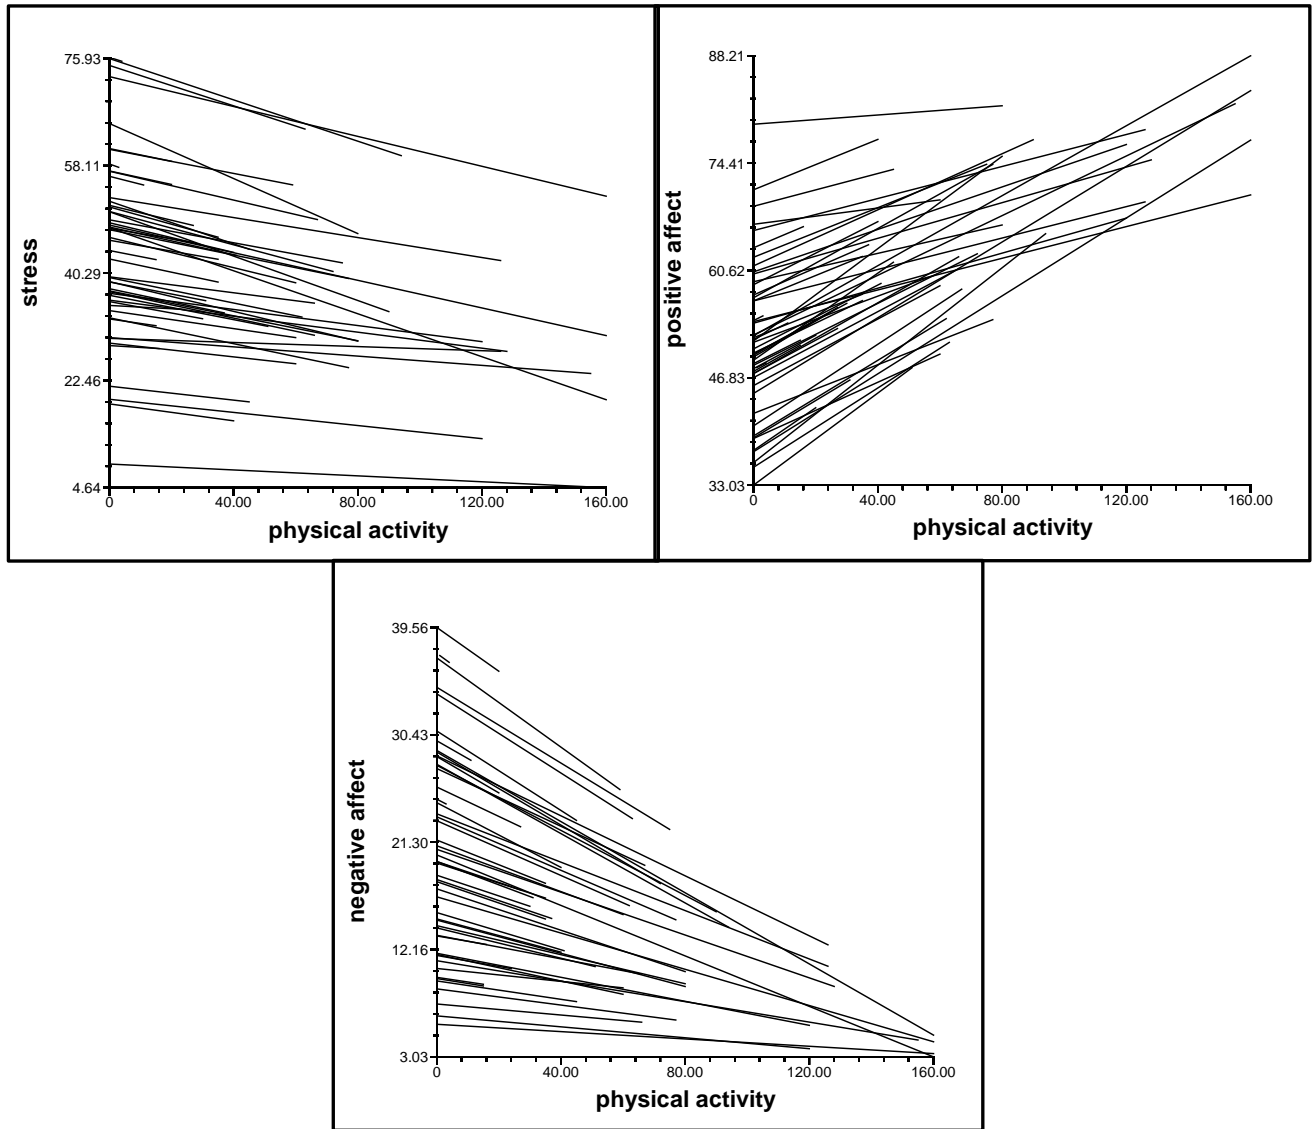 75.93
58.11
40.29
22.46
4.64
stress
0 40.00 80.00 120.00 160.00
physical activity
88.21
74.41
60.62
46.83
33.03
positive affect
0 40.00 80.00 120.00 160.00
physical activity
39.56
30.43
21.30
12.16
3.03
negative affect
0 40.00 80.00 120.00 160.00
physical activity